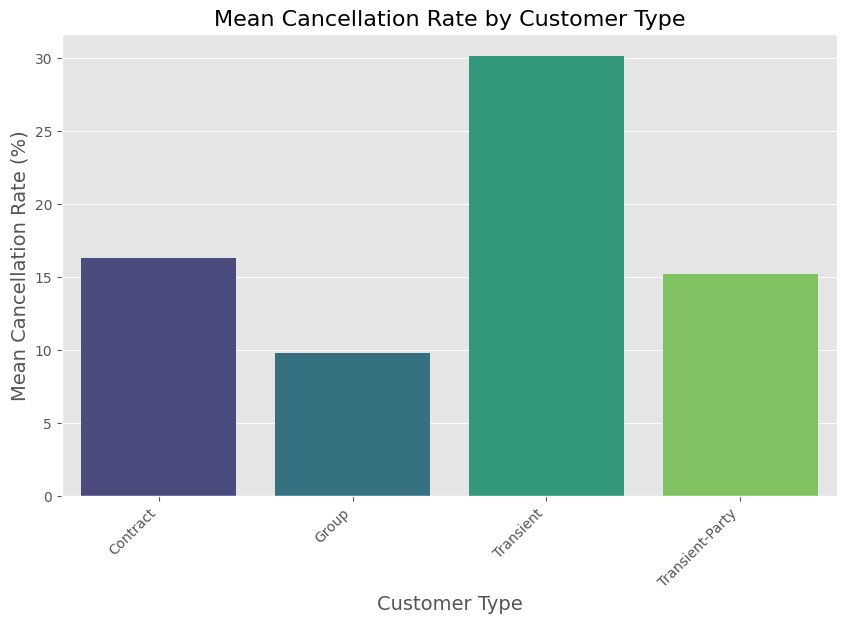 Mean Cancellation Rate by Customer Type
Mean Cancellation Rate (%)
30
25
20
15
10
5
0
Contract
Group
Transient
Transient-Party
Customer Type